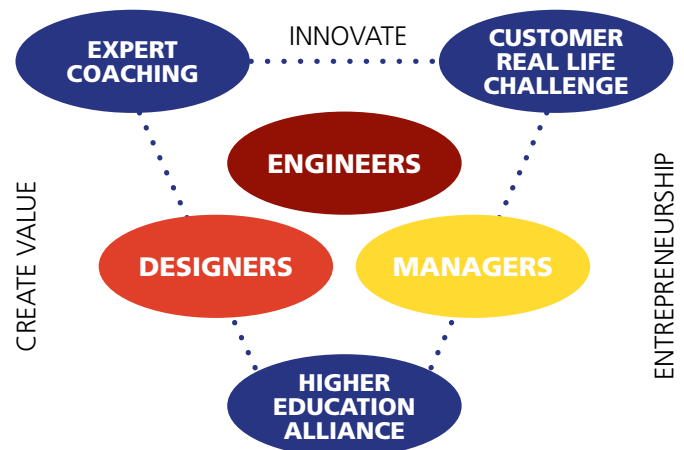 EXPERT
COACHING
INNOVATE
CUSTOMER
REAL LIFE
CHALLENGE
ENGINEERS
CREATE VALUE
DESIGNERS
MANAGERS
ENTREPRENEURSHIP
HIGHER
EDUCATION
ALLIANCE